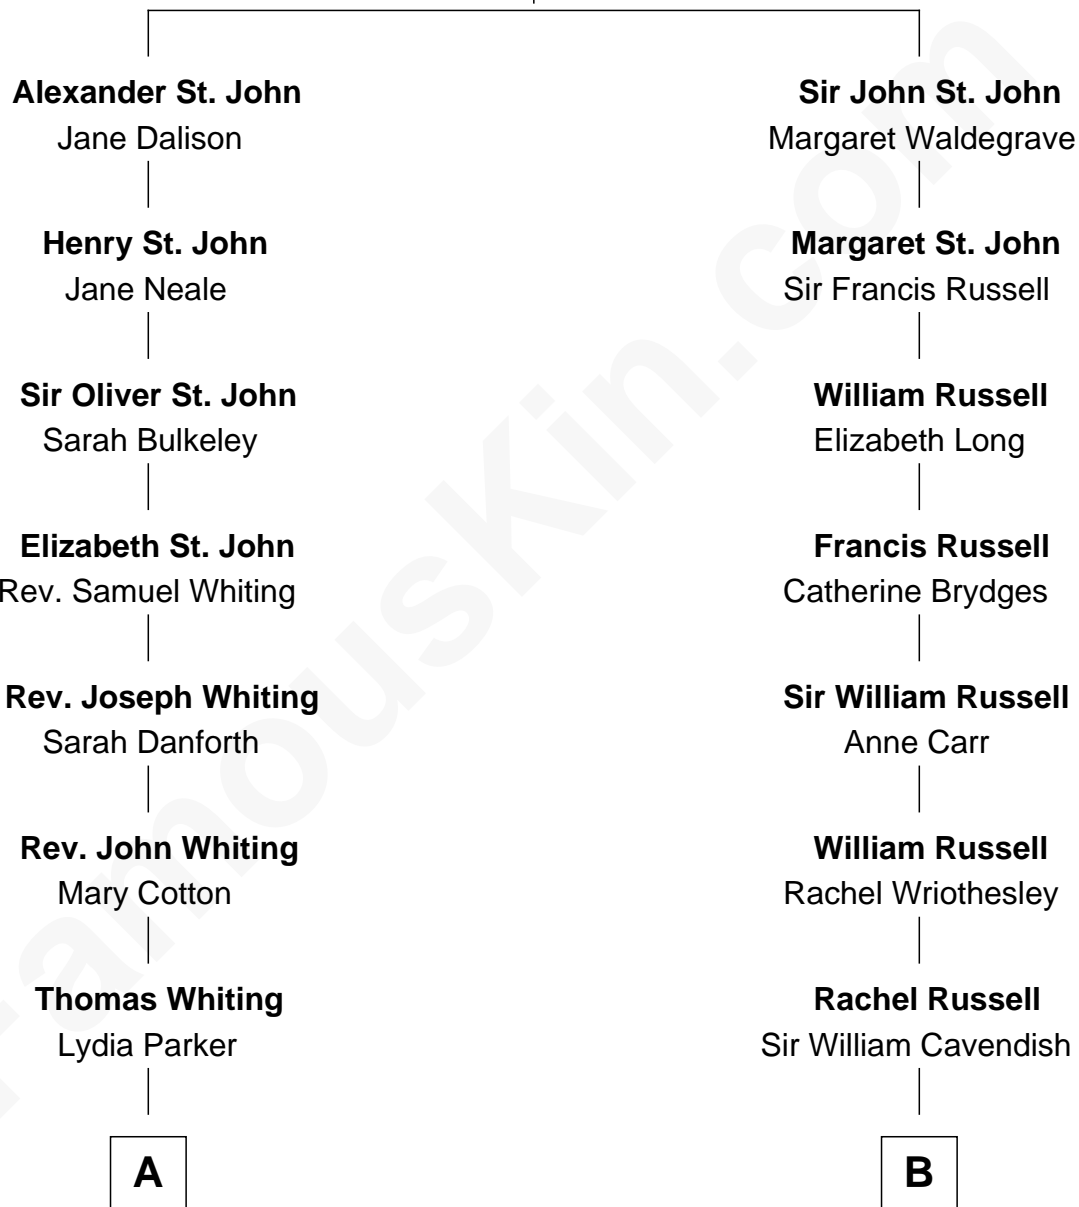 Alexander St. John
Jane Dalison
Henry St. John
Jane Neale
Sir Oliver St. John
Sarah Bulkeley
Elizabeth St. John
Rev. Samuel Whiting
Rev. Joseph Whiting
Sarah Danforth
Rev. John Whiting
Mary Cotton
Thomas Whiting
Lydia Parker
A
Sir John St. John
Margaret Waldegrave
Margaret St. John
Sir Francis Russell
William Russell
Elizabeth Long
Francis Russell
Catherine Brydges
Sir William Russell
Anne Carr
William Russell
Rachel Wriothesley
Rachel Russell
Sir William Cavendish
B
FamousKin.com